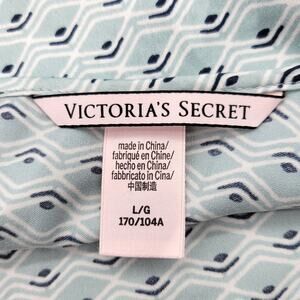 VICTORIA'S SECRET
made in China/
fabriqué en Chine/
hecho en China/
fabbricato in Cina/
中国制造
L/G
170/104A